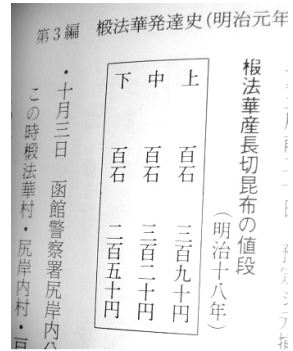 第3編 椴法華発達史(明治元年
椴法華産長切昆布の値段
(明治十八年)
上 百石 三百九十円
中 百石 三百二十円
下 百石 二百五十円
・十月三日 函館警察署尻岸内
この時椴法華村・尻岸内村・